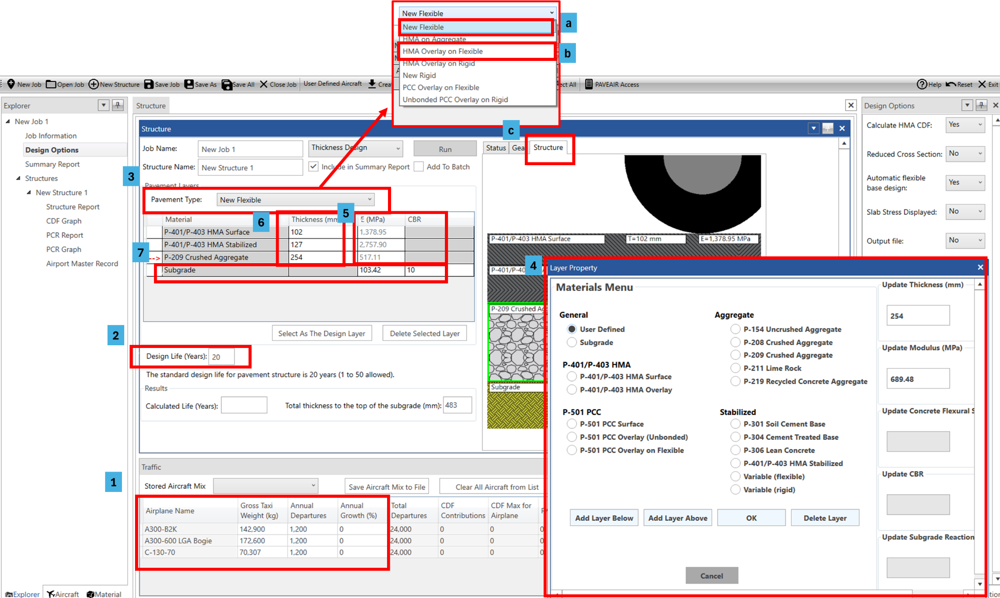 New Flexible
a
New Flexible
HMA on Aggregate
HMA Overlay on Flexible
b
HMA Overlay on Rigid
New Rigid
PCC Overlay on Flexible
Unbonded PCC Overlay on Rigid
New Job Open Job New Structure Save Job Save As Save All Close Job User Defined Aircraft PAVEAIR Access Help Reset Exit
Explorer
New Job 1
Job Information
Design Options
Summary Report
Structures
New Structure 1
Structure Report
CDF Graph
PCR Report
PCR Graph
Airport Master Record
Explorer Aircraft Material
Structure
Structure
Job Name: New Job 1 Thickness Design Run
Structure Name: New Structure 1 Include in Summary Report Add To Batch
3
Pavement Layers
Pavement Type: New Flexible
6
5
Material Thickness (mm E (MPa) CBR
P-401/P-403 HMA Surface 102 1,378.95
P-401/P-403 HMA Stabilized 127 2,757.90
7
--> P-209 Crushed Aggregate 254 517.11
Subgrade 103.42 10
Select As The Design Layer Delete Selected Layer
2
Design Life (Years): 20
The standard design life for pavement structure is 20 years (1 to 50 allowed).
Results
Calculated Life (Years): Total thickness to the top of the subgrade (mm): 483
c
Status Gea Structure
P-401/P-403 HMA Surface T=102 mm E=1,378.95 MPa
P-401/P-40
P-209 Crushed Ag
Subgrade
Traffic
1
Stored Aircraft Mix Save Aircraft Mix to File Clear All Aircraft from List
Airplane Name Gross Taxi Weight (kg) Annual Departures Annual Growth (%) Total Departures CDF Contributions CDF Max for Airplane
A300-B2K 142,900 1,200 0 24,000 0 0 0
A300-600 LGA Bogie 172,600 1,200 0 24,000 0 0 0
C-130-70 70,307 1,200 0 24,000 0 0 0
Design Options
Calculate HMA CDF: Yes
Reduced Cross Section: No
Automatic flexible base design: Yes
Slab Stress Displayed: No
Output file: No
4
Layer Property
Materials Menu
General
User Defined
Subgrade
P-401/P-403 HMA
P-401/P-403 HMA Surface
P-401/P-403 HMA Overlay
P-501 PCC
P-501 PCC Surface
P-501 PCC Overlay (Unbonded)
P-501 PCC Overlay on Flexible
Aggregate
P-154 Uncrushed Aggregate
P-208 Crushed Aggregate
P-209 Crushed Aggregate
P-211 Lime Rock
P-219 Recycled Concrete Aggregate
Stabilized
P-301 Soil Cement Base
P-304 Cement Treated Base
P-306 Lean Concrete
P-401/P-403 HMA Stabilized
Variable (flexible)
Variable (rigid)
Add Layer Below Add Layer Above OK Delete Layer
Cancel
Update Thickness (mm)
254
Update Modulus (MPa)
689.48
Update Concrete Flexural S
Update CBR
Update Subgrade Reaction